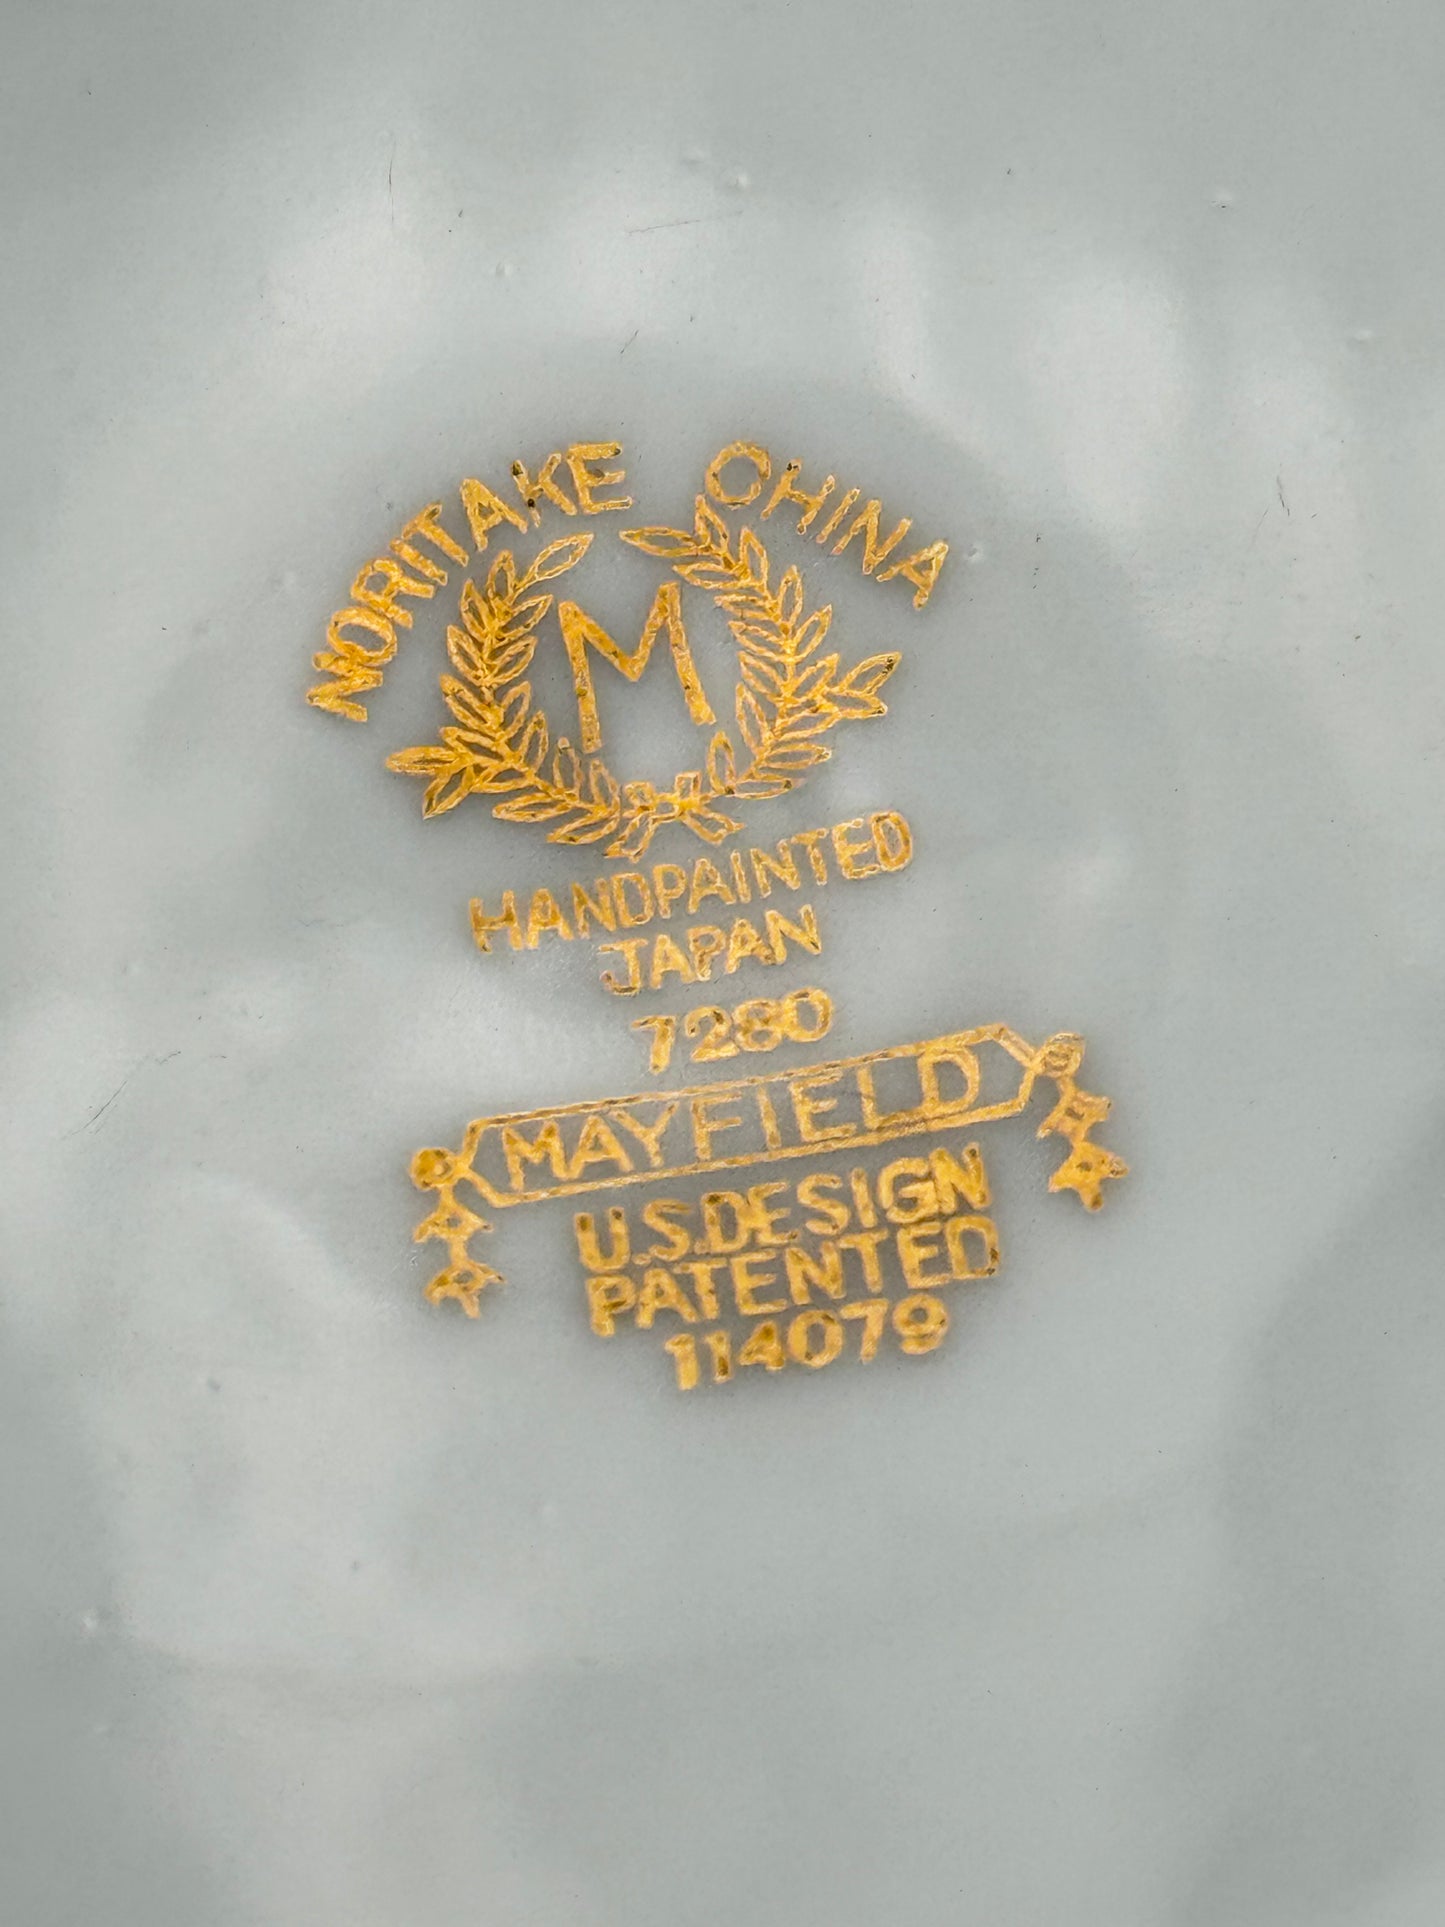 NORITAKE CHINA
M
HANDPAINTED
JAPAN
7280
MAYFIELD
U.S.DESIGN
PATENTED
114079